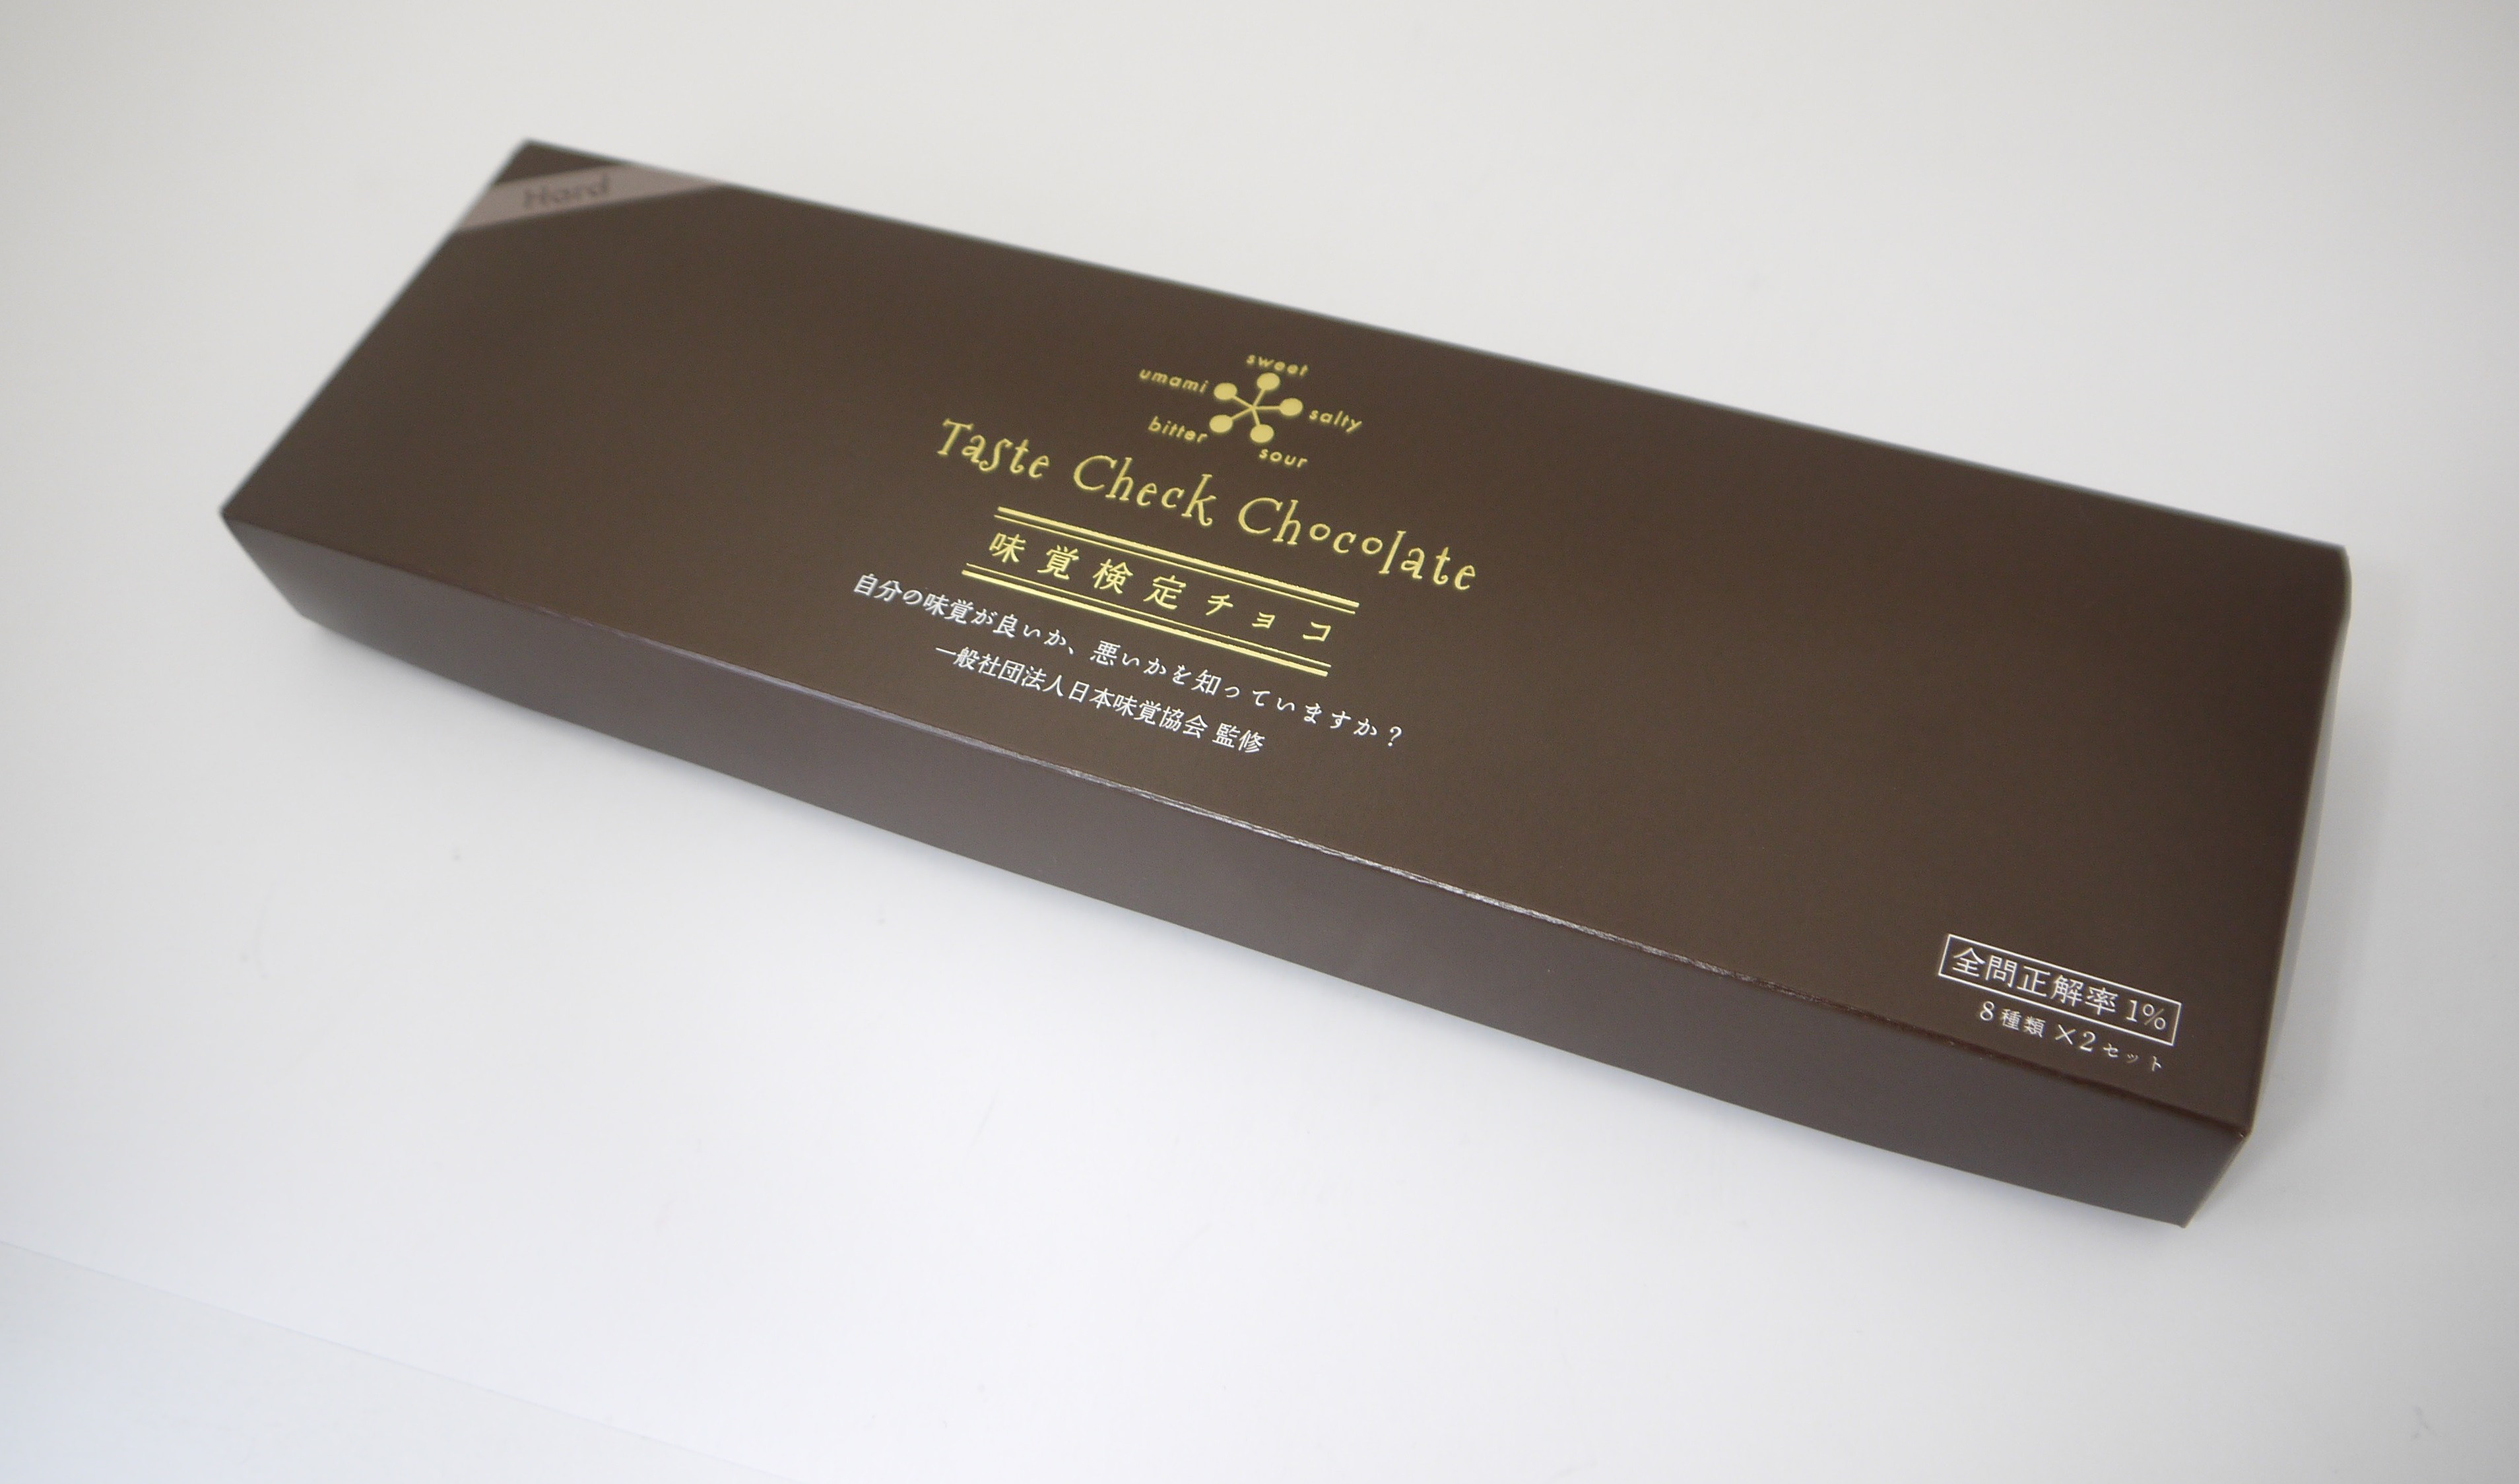 Hard
sweet
umami
salty
bitter
sour
Taste Check Chocolate
味覚検定チョコ
自分の味覚が良いか、悪いかを知っていますか？
一般社団法人日本味覚協会 監修
全問正解率1%
8種類×2セット